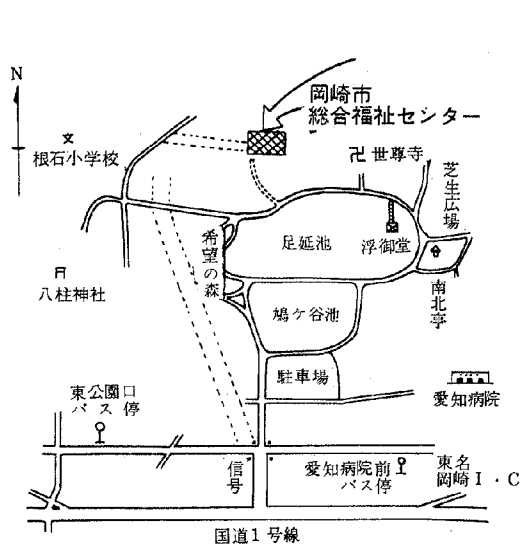 N
岡崎市
総合福祉センター
文
根石小学校
卍 世尊寺
芝生広場
足延池
浮御堂
希望の森
南北亭
八柱神社
鳩ケ谷池
駐車場
愛知病院
東公園口
バス停
信号
愛知病院前
バス停
東名
岡崎I・C
国道1号線